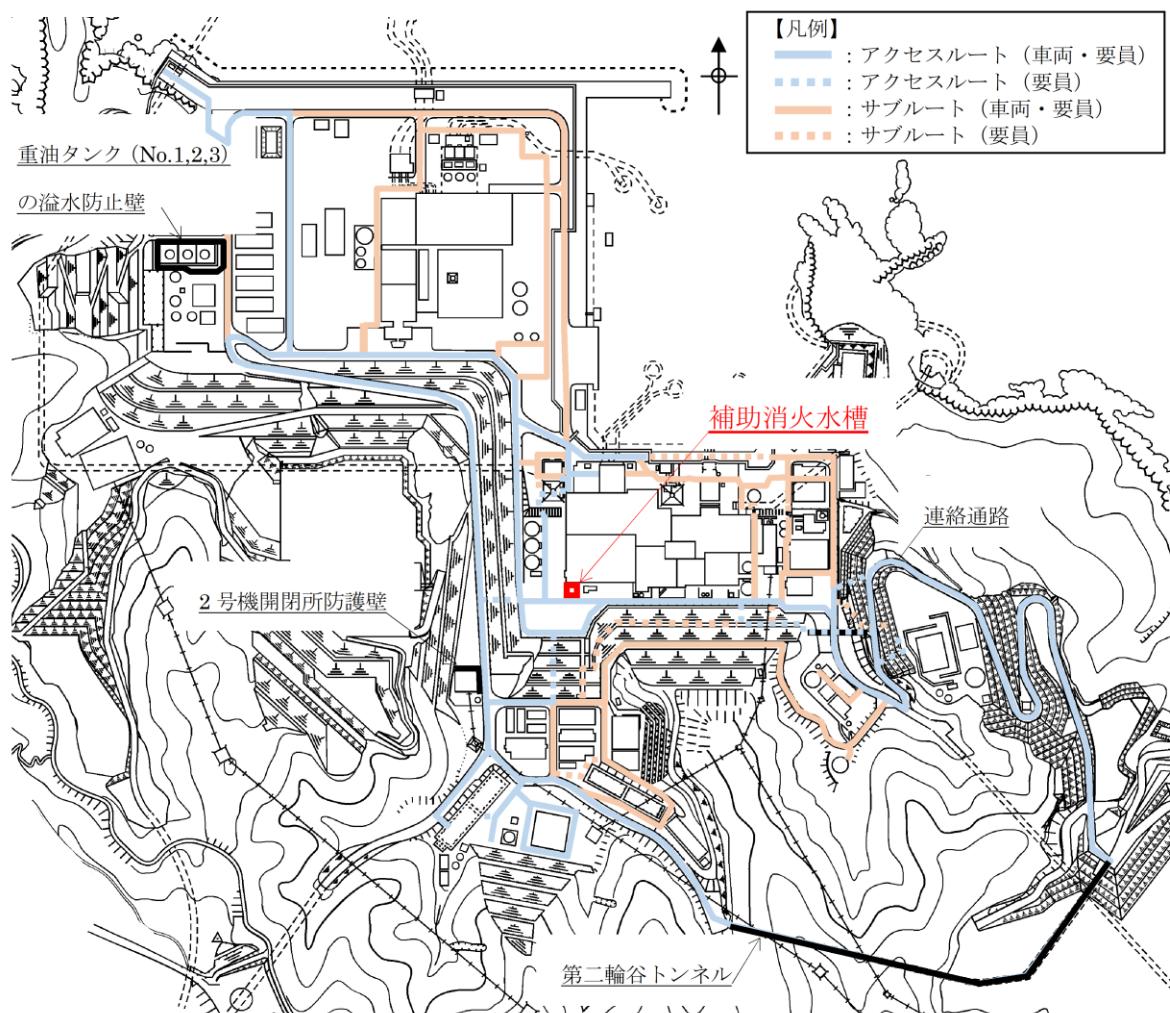 【凡例】
：アクセスルート（車両・要員）
：アクセスルート（要員）
：サブルート（車両・要員）
：サブルート（要員）
重油タンク（No.1,2,3）
の溢水防止壁
補助消火水槽
連絡通路
2号機開閉所防護壁
第二輪谷トンネル